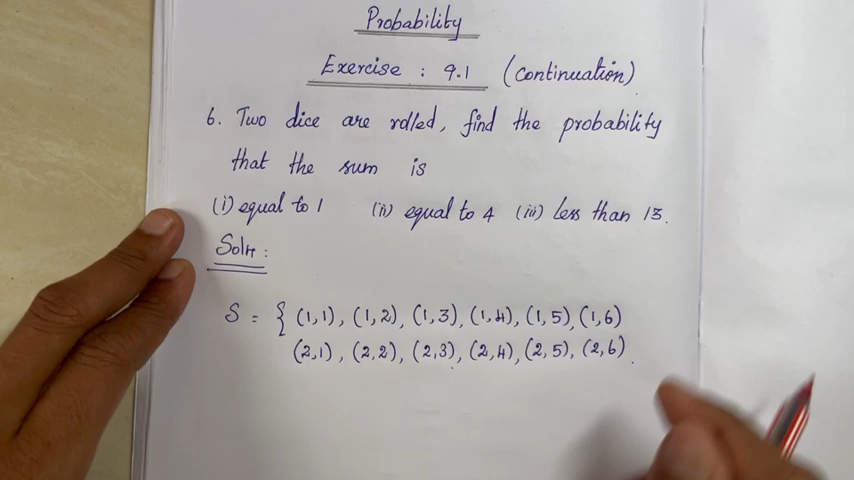 Probability
Exercise : 9.1 (continuation)
6. Two dice are rolled, find the probability
that the sum is
(i) equal to 1 (ii) equal to 4 (iii) less than 13.
Soln :
S = { (1,1), (1,2), (1,3), (1,4), (1,5), (1,6)
(2,1), (2,2), (2,3), (2,4), (2,5), (2,6)